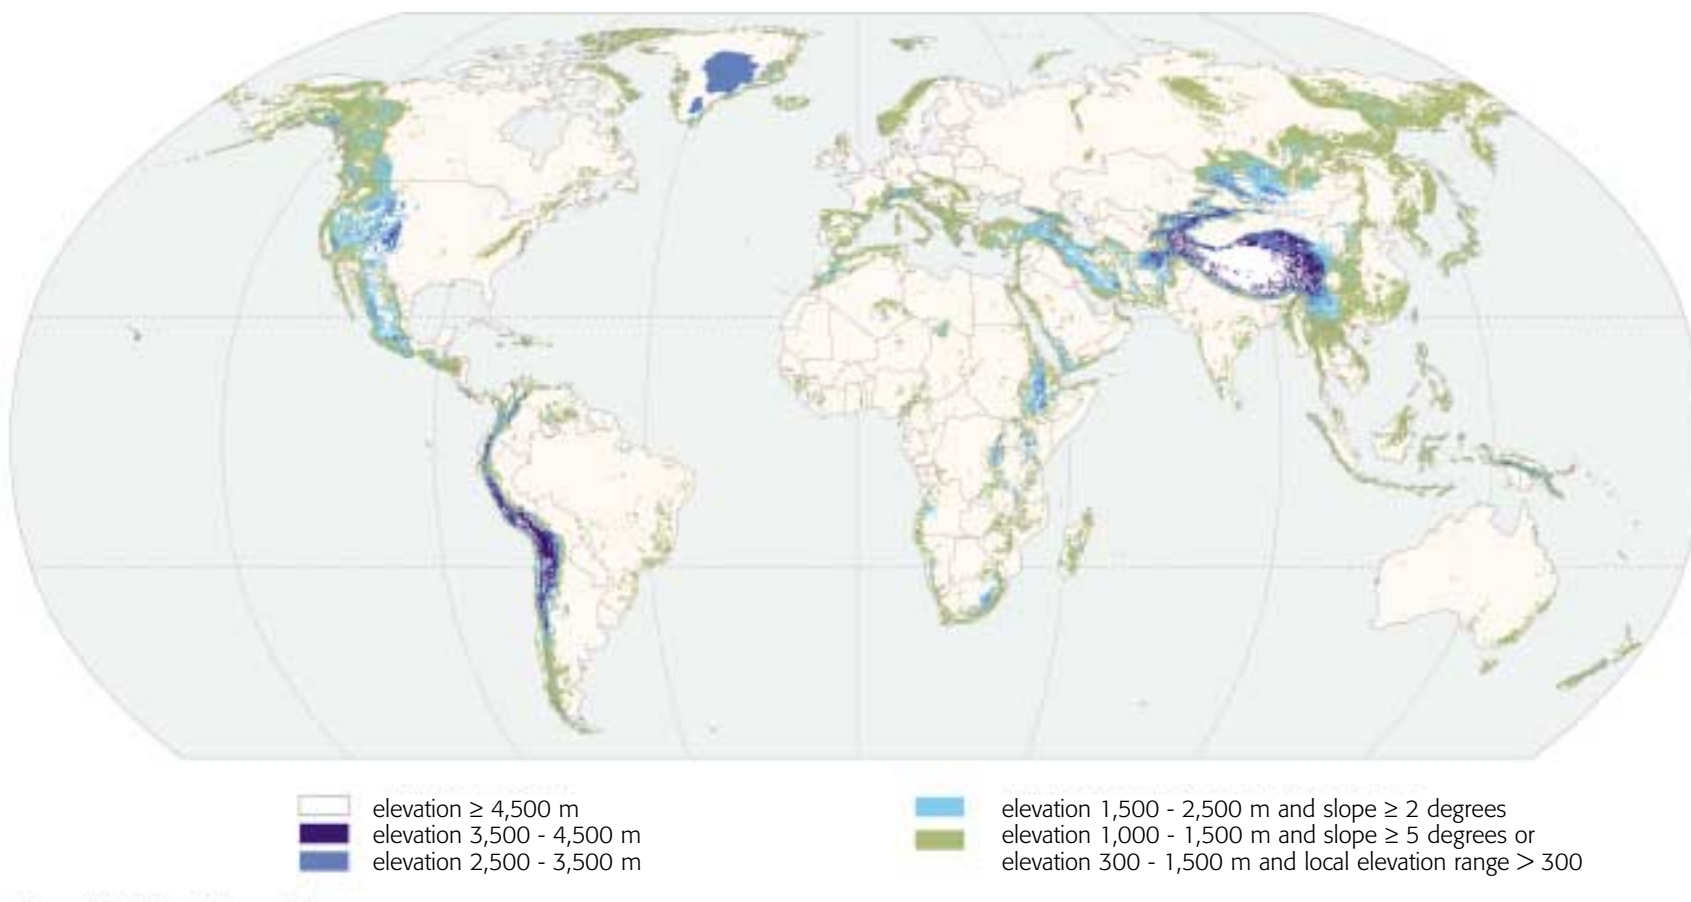 elevation ≥ 4,500 m
elevation 3,500 - 4,500 m
elevation 2,500 - 3,500 m
elevation 1,500 - 2,500 m and slope ≥ 2 degrees
elevation 1,000 - 1,500 m and slope ≥ 5 degrees or
elevation 300 - 1,500 m and local elevation range > 300